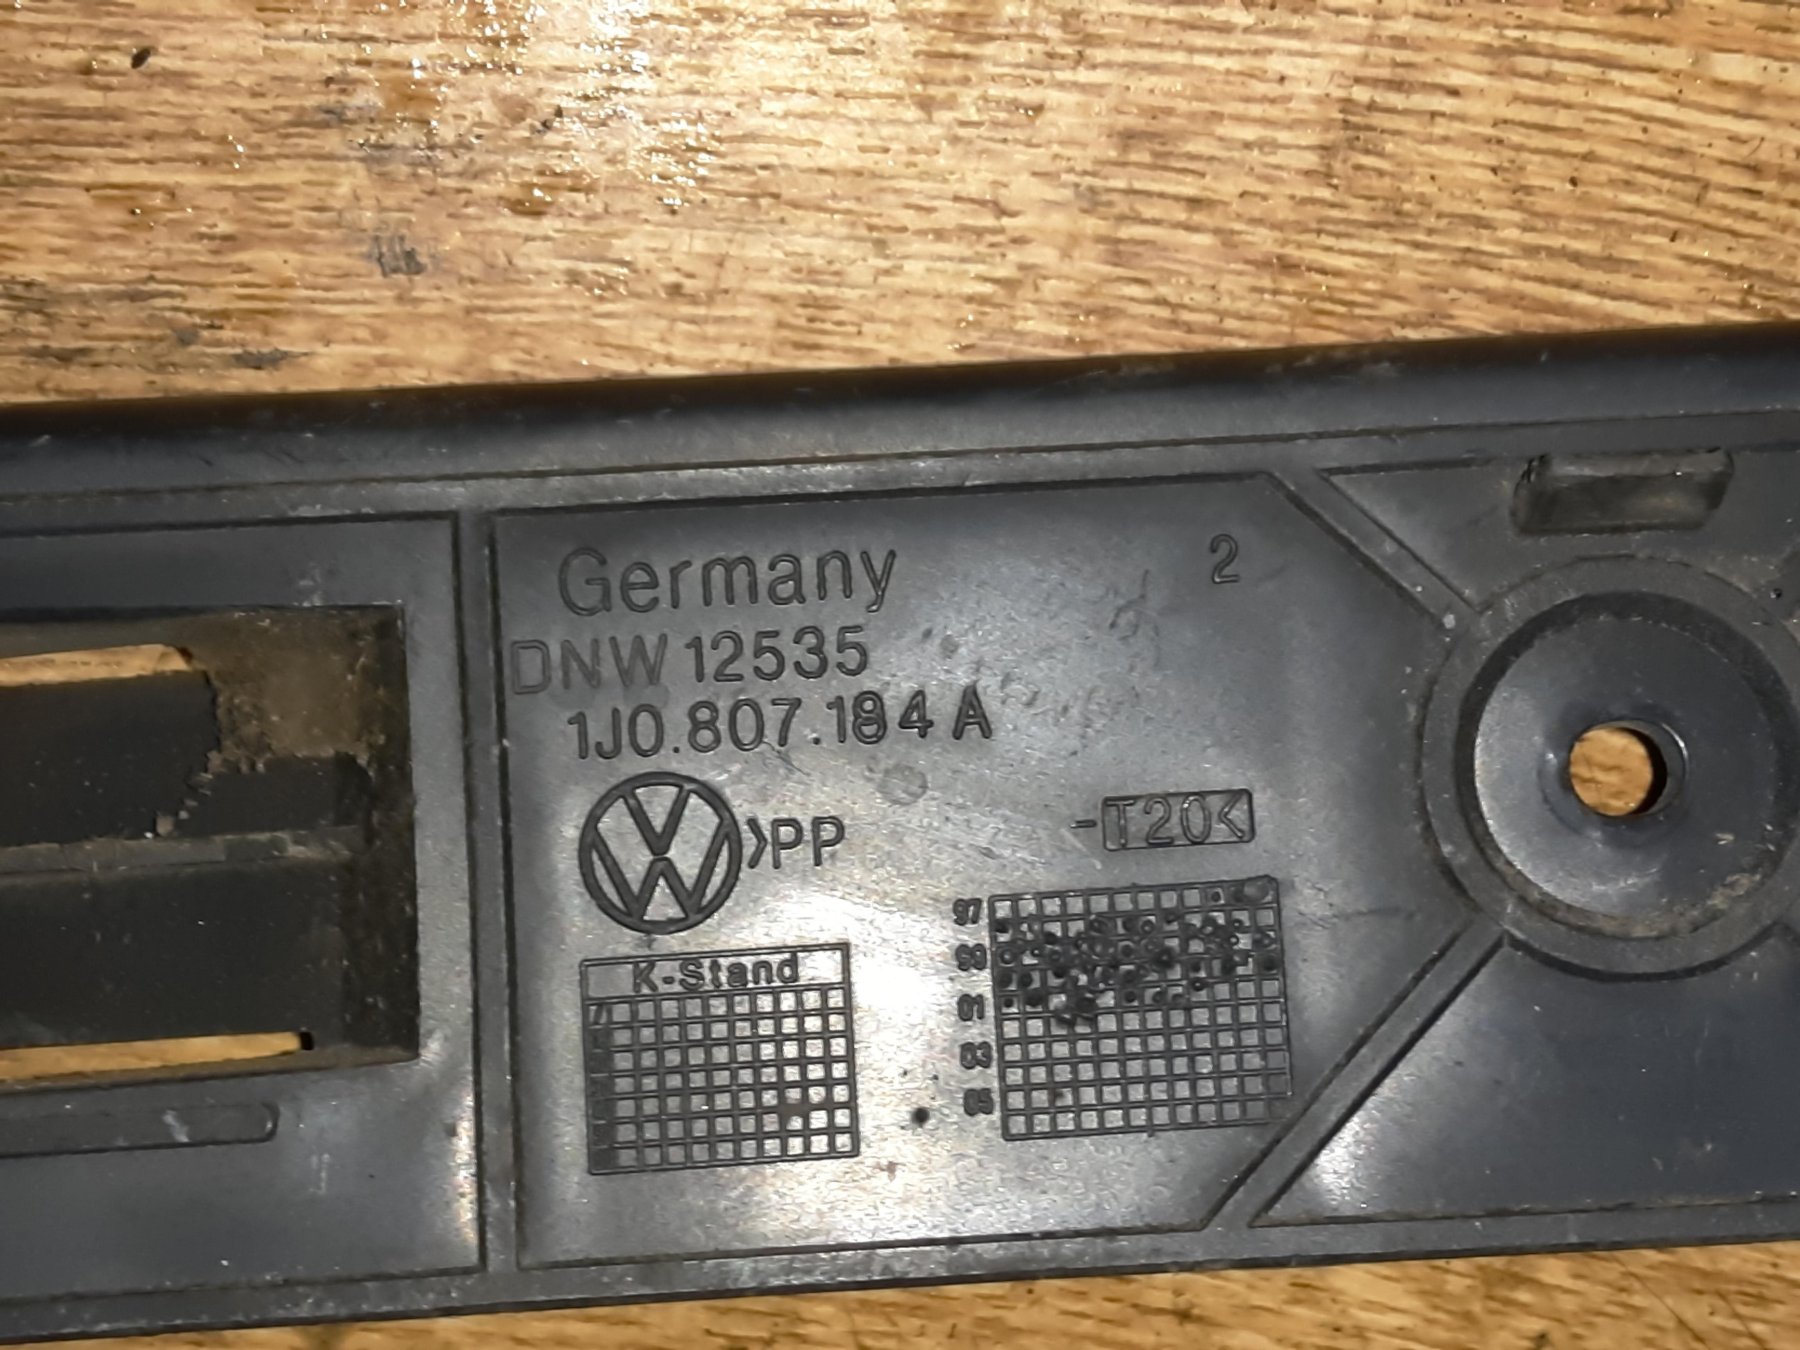 Germany
2
DNW 12535
1J0.807.184 A
>PP
-T20<
K-Stand
97
99
01
03
05